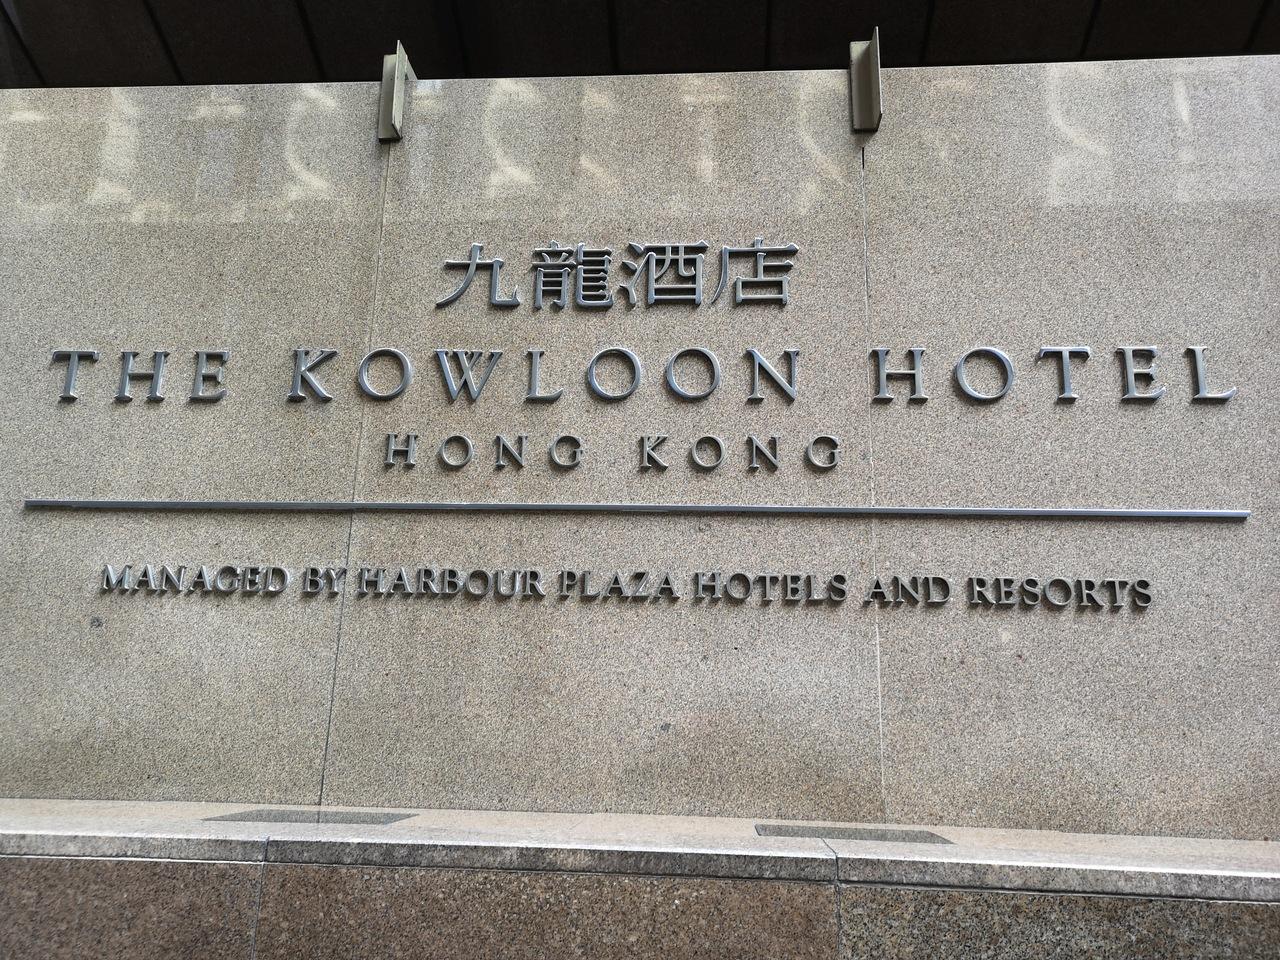 九龍酒店
THE KOWLOON HOTEL
HONG KONG
MANAGED BY HARBOUR PLAZA HOTELS AND RESORTS